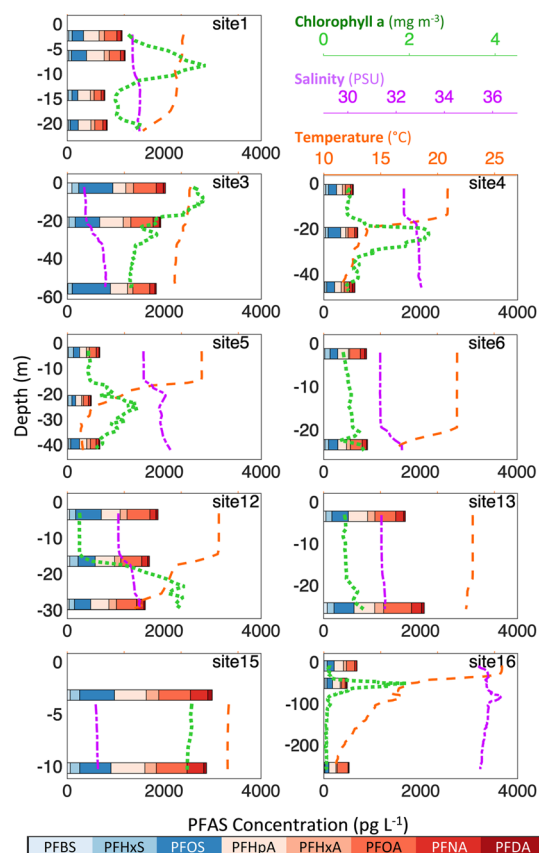 site1
Chlorophyll a (mg m-3)
0 2 4
Salinity (PSU)
30 32 34 36
Temperature (°C)
10 15 20 25
0
-5
-10
-15
-20
0 2000 4000
site3
0
-20
-40
-60
0 2000 4000
site4
0
-20
-40
0 2000 4000
site5
0
-10
-20
-30
-40
0 2000 4000
site6
0
-10
-20
0 2000 4000
Depth (m)
site12
0
-10
-20
-30
0 2000 4000
site13
0
-10
-20
0 2000 4000
site15
0
-5
-10
0 2000 4000
site16
0
-100
-200
0 2000 4000
PFAS Concentration (pg L-1)
PFBS PFHxS PFOS PFHpA PFHxA PFOA PFNA PFDA